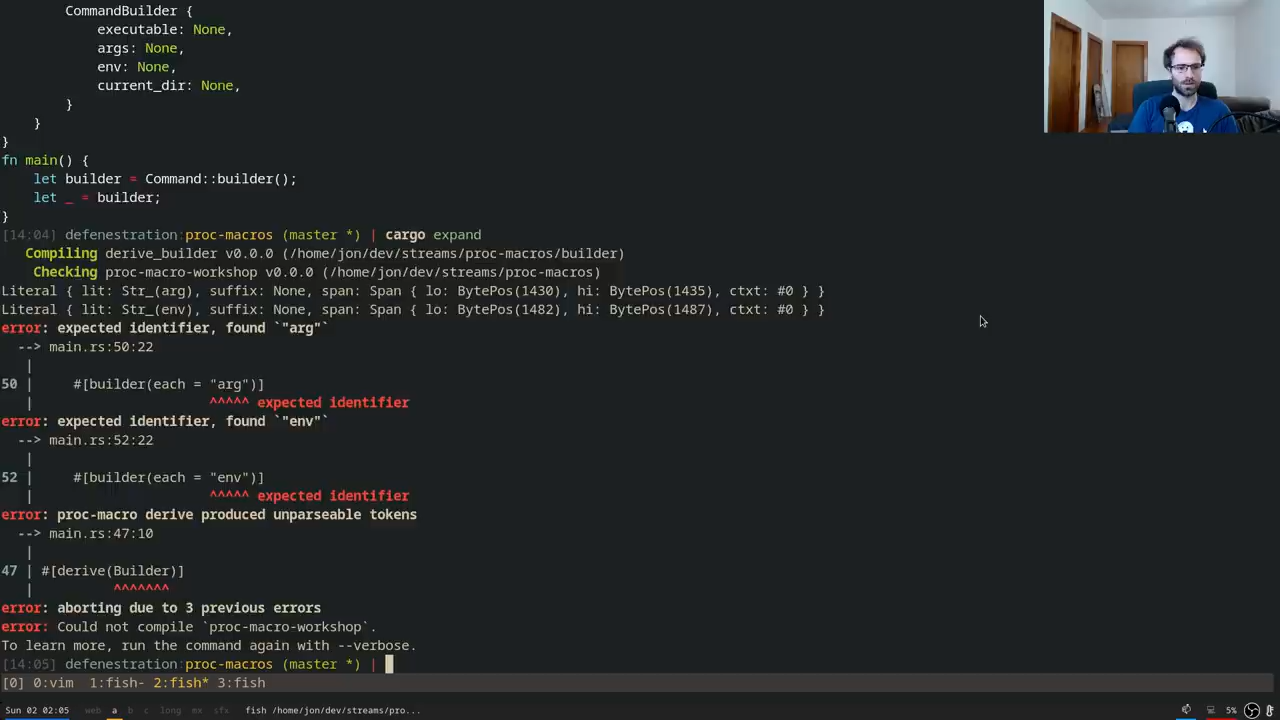 CommandBuilder {
            executable: None,
            args: None,
            env: None,
            current_dir: None,
        }
    }
}
fn main() {
    let builder = Command::builder();
    let _ = builder;
}
[14:04] defenestration:proc-macros (master *) | cargo expand
   Compiling derive_builder v0.0.0 (/home/jon/dev/streams/proc-macros/builder)
    Checking proc-macro-workshop v0.0.0 (/home/jon/dev/streams/proc-macros)
Literal { lit: Str_(arg), suffix: None, span: Span { lo: BytePos(1430), hi: BytePos(1435), ctxt: #0 } }
Literal { lit: Str_(env), suffix: None, span: Span { lo: BytePos(1482), hi: BytePos(1487), ctxt: #0 } }
error: expected identifier, found `"arg"`
  --> main.rs:50:22
   |
50 |     #[builder(each = "arg")]
   |                      ^^^^^ expected identifier
error: expected identifier, found `"env"`
  --> main.rs:52:22
   |
52 |     #[builder(each = "env")]
   |                      ^^^^^ expected identifier
error: proc-macro derive produced unparseable tokens
  --> main.rs:47:10
   |
47 | #[derive(Builder)]
   |          ^^^^^^^
error: aborting due to 3 previous errors
error: Could not compile `proc-macro-workshop`.
To learn more, run the command again with --verbose.
[14:05] defenestration:proc-macros (master *) |
[0] 0:vim  1:fish- 2:fish* 3:fish
Sun 02 02:05 web a b c long mx sfx fish /home/jon/dev/streams/pro... 5%